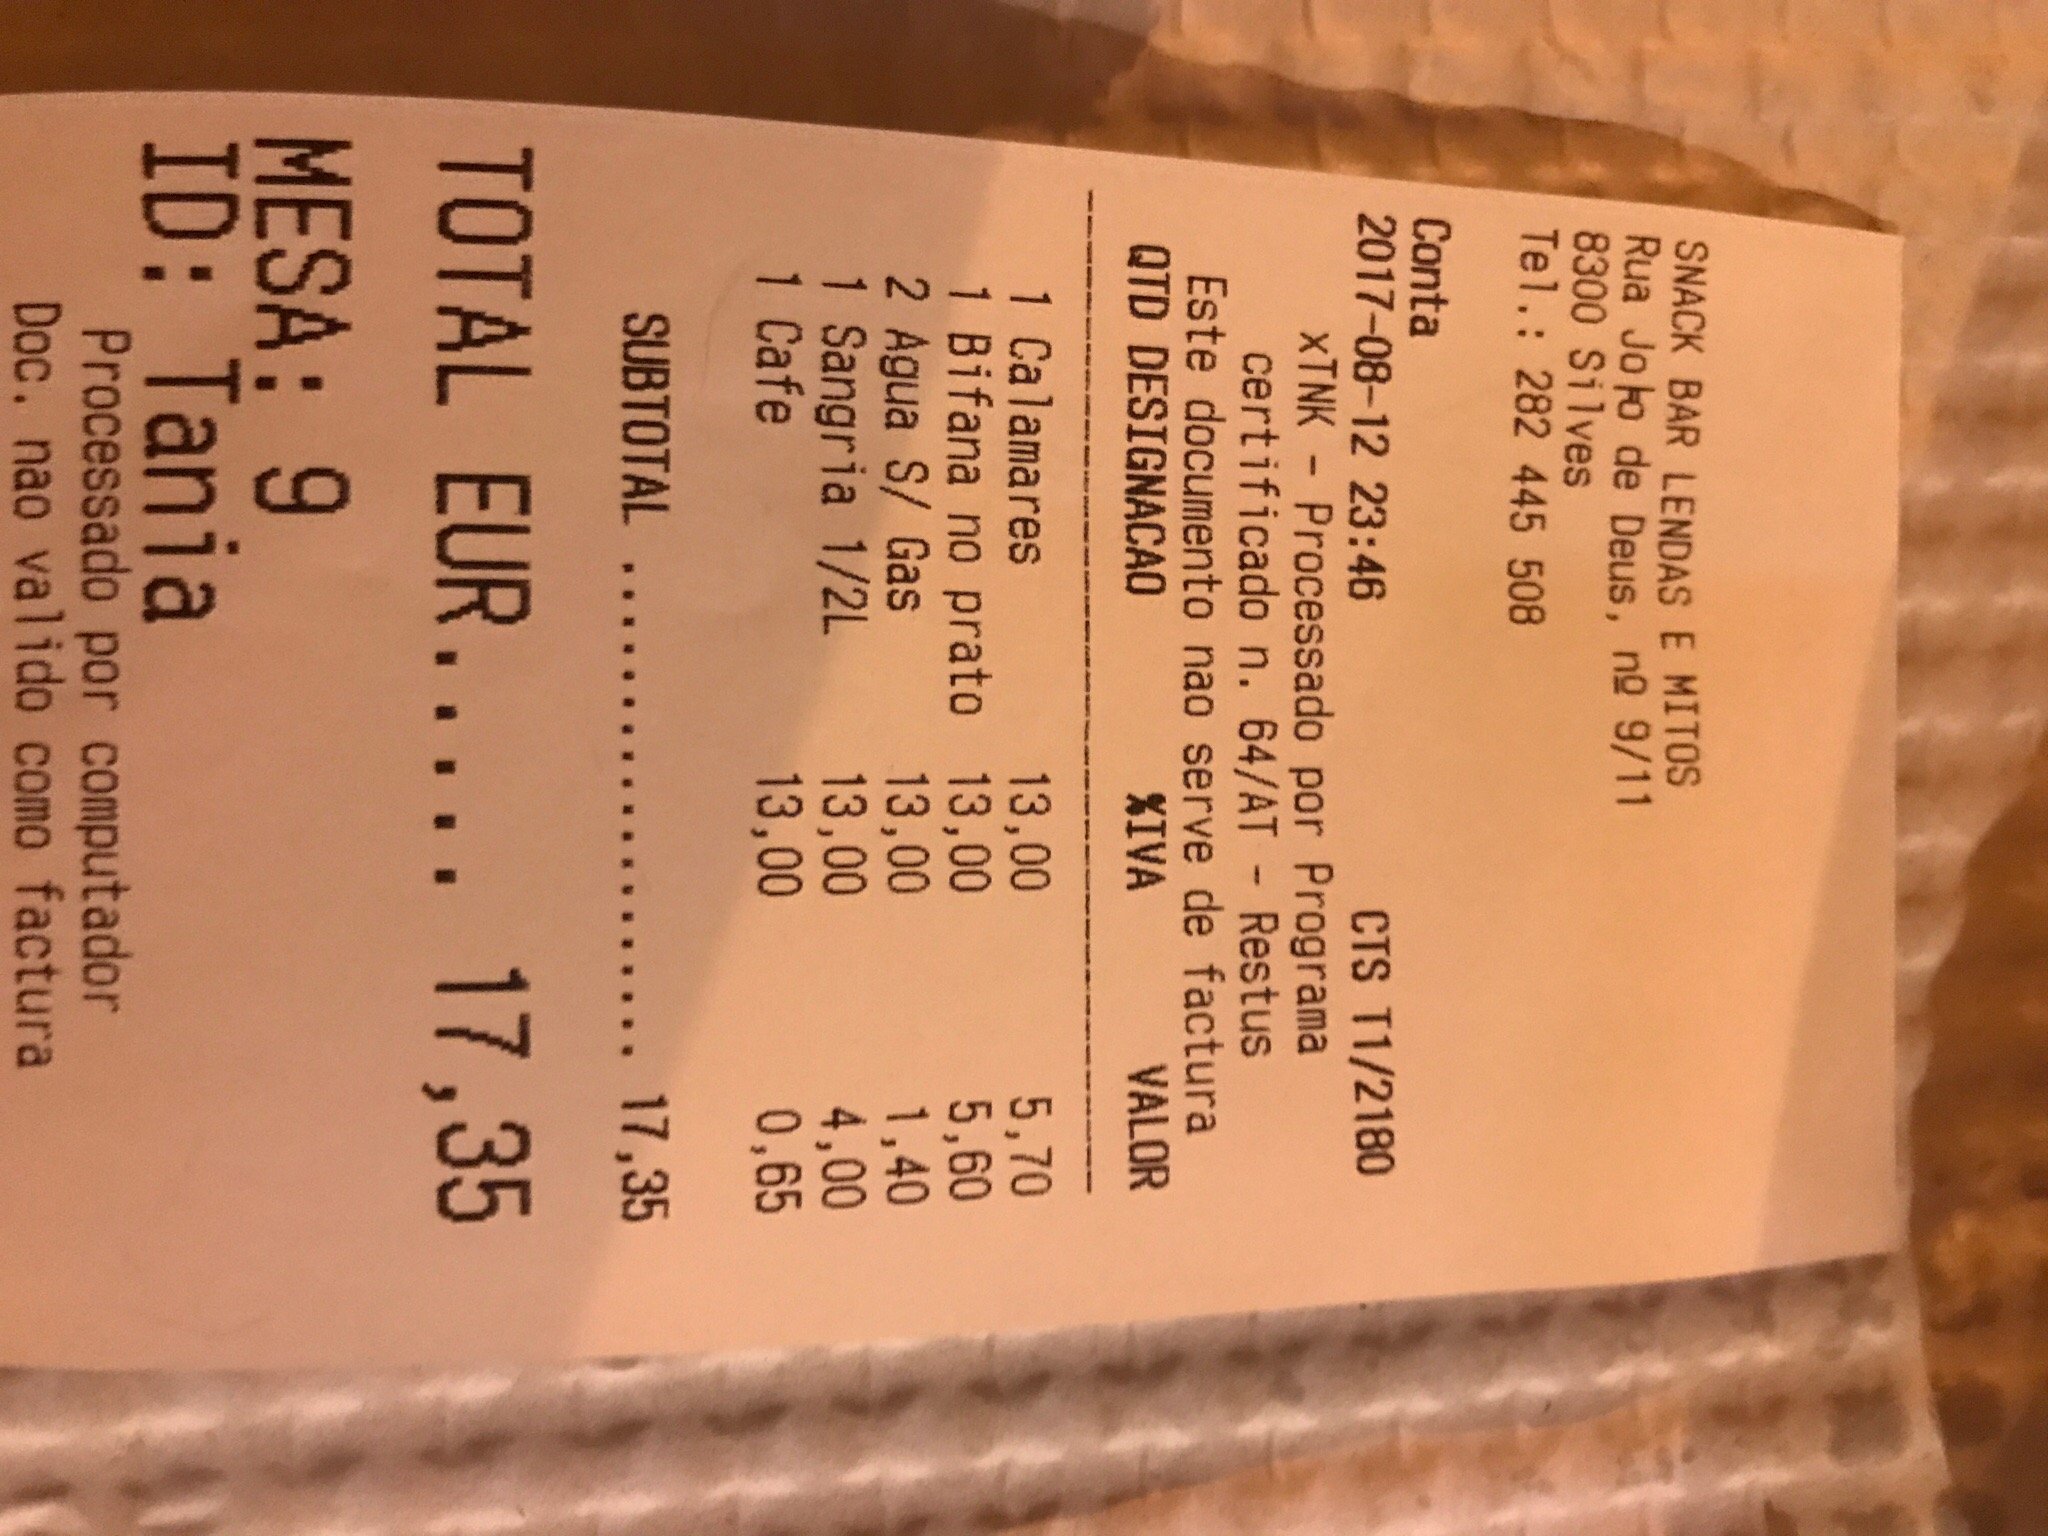 SNACK BAR LENDAS E MITOS
Rua João de Deus, nº 9/11
8300 Silves
Tel.: 282 445 508
Conta
2017-08-12 23:46 CTS T1/2180
xTNK - Processado por Programa
certificado n. 64/AT - Restus
Este documento nao serve de factura
QTD DESIGNACAO %IVA VALOR
1 Calamares 13,00 5,70
1 Bifana no prato 13,00 5,60
2 Água S/ Gas 13,00 1,40
1 Sangria 1/2L 13,00 4,00
1 Cafe 13,00 0,65
SUBTOTAL .................. 17,35
TOTAL EUR..... 17,35
MESA: 9
ID: Tania
Processado por computador
Doc. nao valido como factura